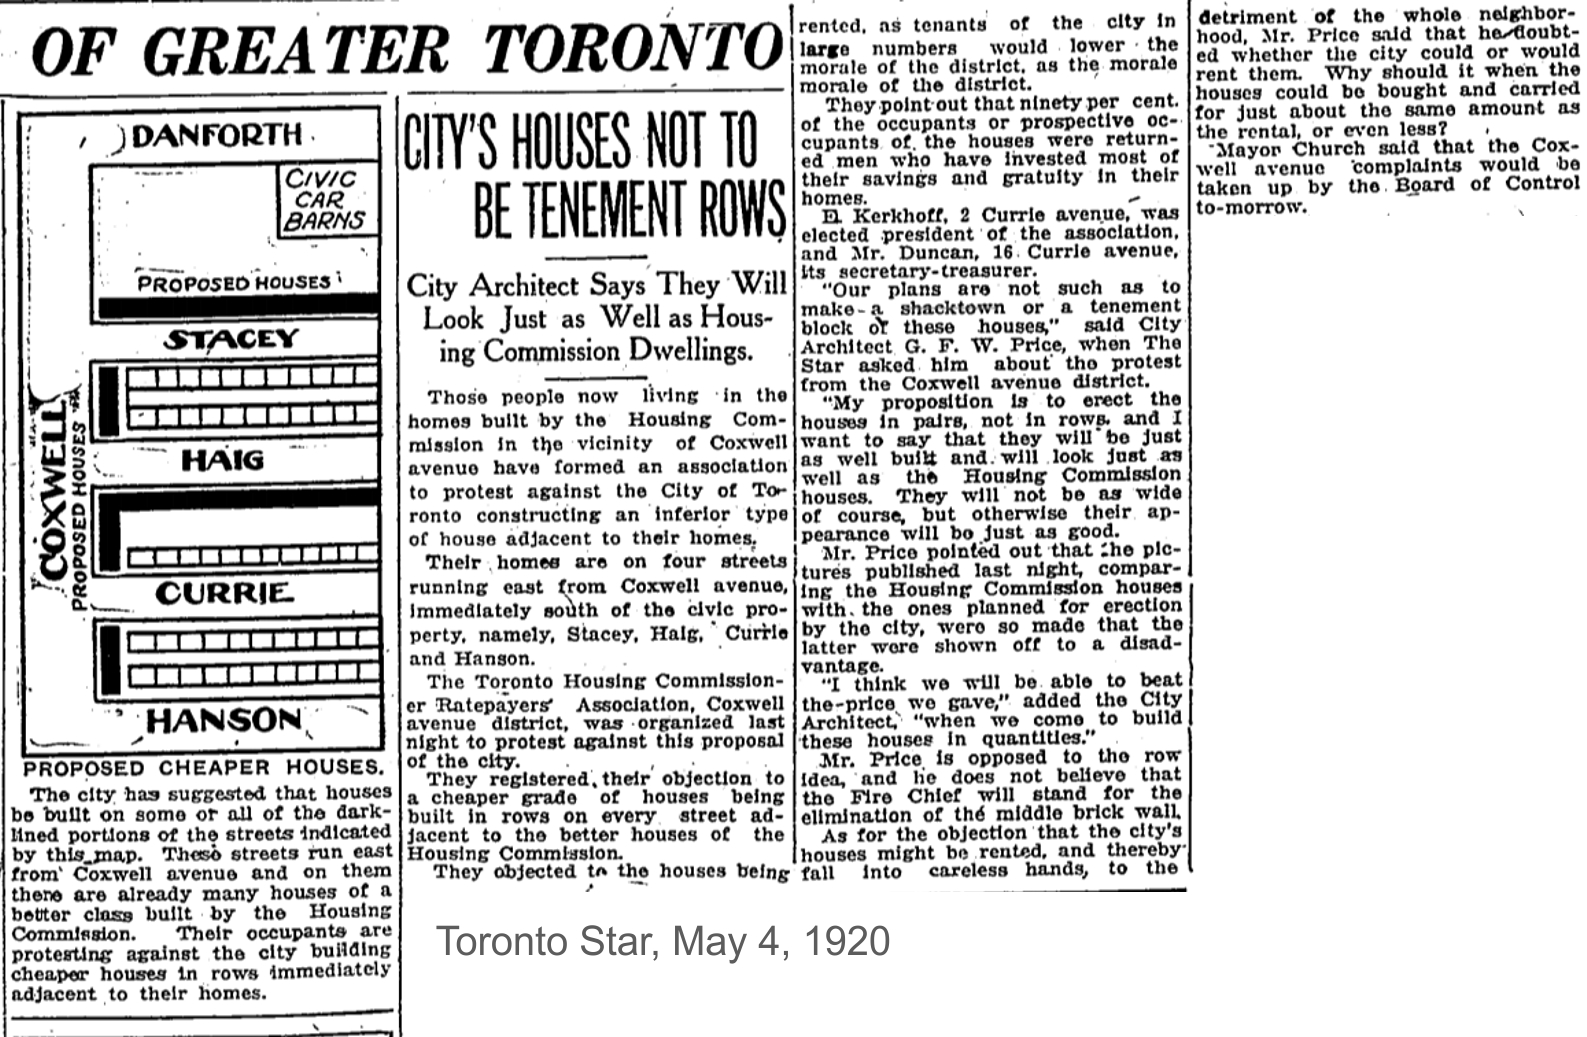 OF GREATER TORONTO
DANFORTH
CIVIC
CAR
BARNS
PROPOSED HOUSES
STACEY
HAIG
COXWELL
PROPOSED HOUSES
CURRIE
HANSON
PROPOSED CHEAPER HOUSES.
The city has suggested that houses
be built on some or all of the dark-
lined portions of the streets indicated
by this map. These streets run east
from Coxwell avenue and on them
there are already many houses of a
better class built by the Housing
Commission. Their occupants are
protesting against the city building
cheaper houses in rows immediately
adjacent to their homes.
CITY'S HOUSES NOT TO
BE TENEMENT ROWS
City Architect Says They Will
Look Just as Well as Hous-
ing Commission Dwellings.
Those people now living in the
homes built by the Housing Com-
mission in the vicinity of Coxwell
avenue have formed an association
to protest against the City of To-
ronto constructing an inferior type
of house adjacent to their homes.
Their homes are on four streets
running east from Coxwell avenue,
immediately south of the civic pro-
perty, namely, Stacey, Haig, Currie
and Hanson.
The Toronto Housing Commission-
er Ratepayers' Association, Coxwell
avenue district, was organized last
night to protest against this proposal
of the city.
They registered their objection to
a cheaper grade of houses being
built in rows on every street ad-
jacent to the better houses of the
Housing Commission.
They objected to the houses being
rented, as tenants of the city in
large numbers would lower the
morale of the district, as the morale
morale of the district.
They point out that ninety per cent.
of the occupants or prospective oc-
cupants of the houses were return-
ed men who have invested most of
their savings and gratuity in their
homes.
E. Kerkhoff, 2 Currie avenue, was
elected president of the association,
and Mr. Duncan, 16 Currie avenue,
its secretary-treasurer.
"Our plans are not such as to
make a shacktown or a tenement
block of these houses," said City
Architect G. F. W. Price, when The
Star asked him about the protest
from the Coxwell avenue district.
"My proposition is to erect the
houses in pairs, not in rows, and I
want to say that they will be just
as well built and will look just as
well as the Housing Commission
houses. They will not be as wide
of course, but otherwise their ap-
pearance will be just as good.
Mr. Price pointed out that the pic-
tures published last night, compar-
ing the Housing Commission houses
with the ones planned for erection
by the city, were so made that the
latter were shown off to a disad-
vantage.
"I think we will be able to beat
the price we gave," added the City
Architect, "when we come to build
these houses in quantities."
Mr. Price is opposed to the row
idea, and he does not believe that
the Fire Chief will stand for the
elimination of the middle brick wall.
As for the objection that the city's
houses might be rented, and thereby
fall into careless hands, to the
detriment of the whole neighbor-
hood, Mr. Price said that he doubt-
ed whether the city could or would
rent them. Why should it when the
houses could be bought and carried
for just about the same amount as
the rental, or even less?
Mayor Church said that the Cox-
well avenue complaints would be
taken up by the Board of Control
to-morrow.
Toronto Star, May 4, 1920